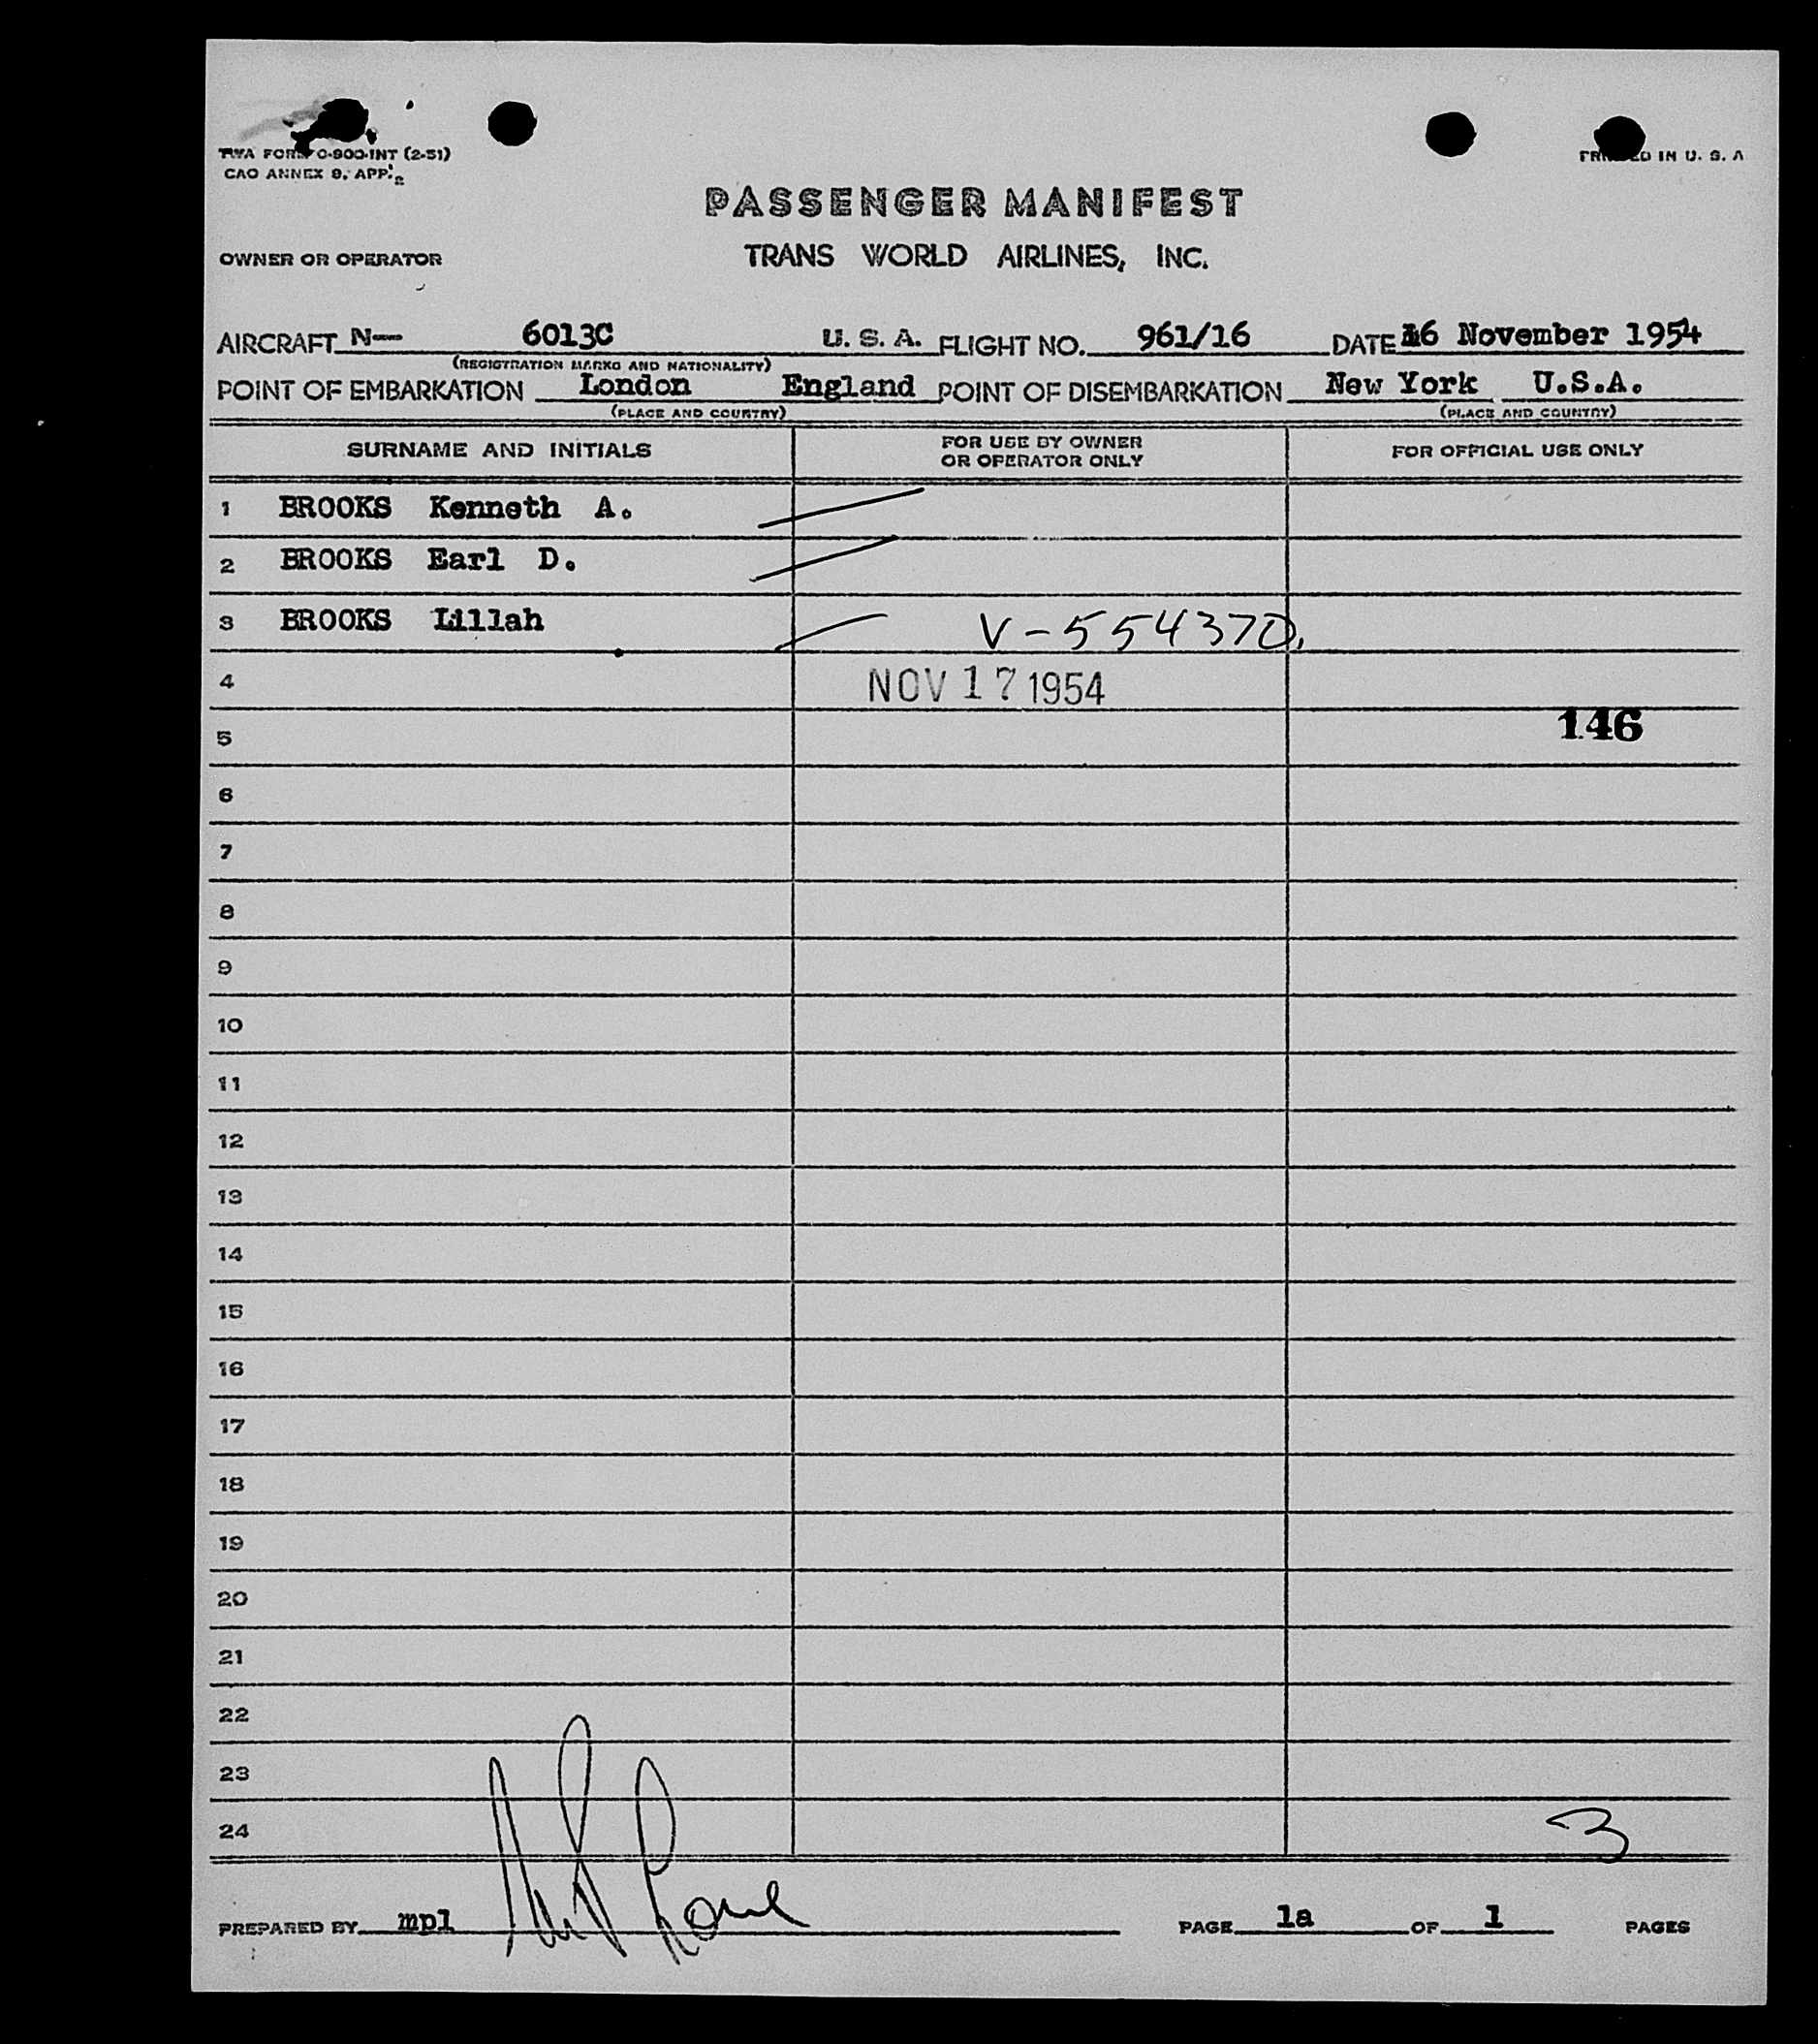 TWA FORM O-900-INT (2-51)
CAO ANNEX 9, APP. 2
IN U. S. A
PASSENGER MANIFEST
OWNER OR OPERATOR
TRANS WORLD AIRLINES, INC.
AIRCRAFT N— 6013C U. S. A. FLIGHT NO. 961/16 DATE 16 November 1954
(REGISTRATION MARKS AND NATIONALITY)
POINT OF EMBARKATION London England POINT OF DISEMBARKATION New York U.S.A.
(PLACE AND COUNTRY) (PLACE AND COUNTRY)
SURNAME AND INITIALS FOR USE BY OWNER OR OPERATOR ONLY FOR OFFICIAL USE ONLY
1 BROOKS Kenneth A.
2 BROOKS Earl D.
3 BROOKS Lillah V-554370,
4 NOV 17 1954
5 146
6
7
8
9
10
11
12
13
14
15
16
17
18
19
20
21
22
23
24 3
PREPARED BY mpl PAGE 1a OF 1 PAGES